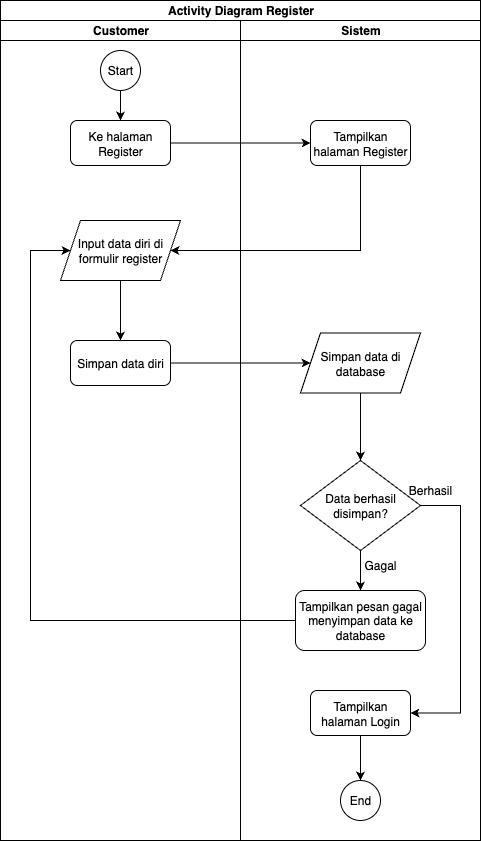 Activity Diagram Register
Customer
Sistem
Start
Ke halaman
Register
Tampilkan
halaman Register
Input data diri di
formulir register
Simpan data diri
Simpan data di
database
Data berhasil
disimpan?
Berhasil
Gagal
Tampilkan pesan gagal
menyimpan data ke
database
Tampilkan
halaman Login
End